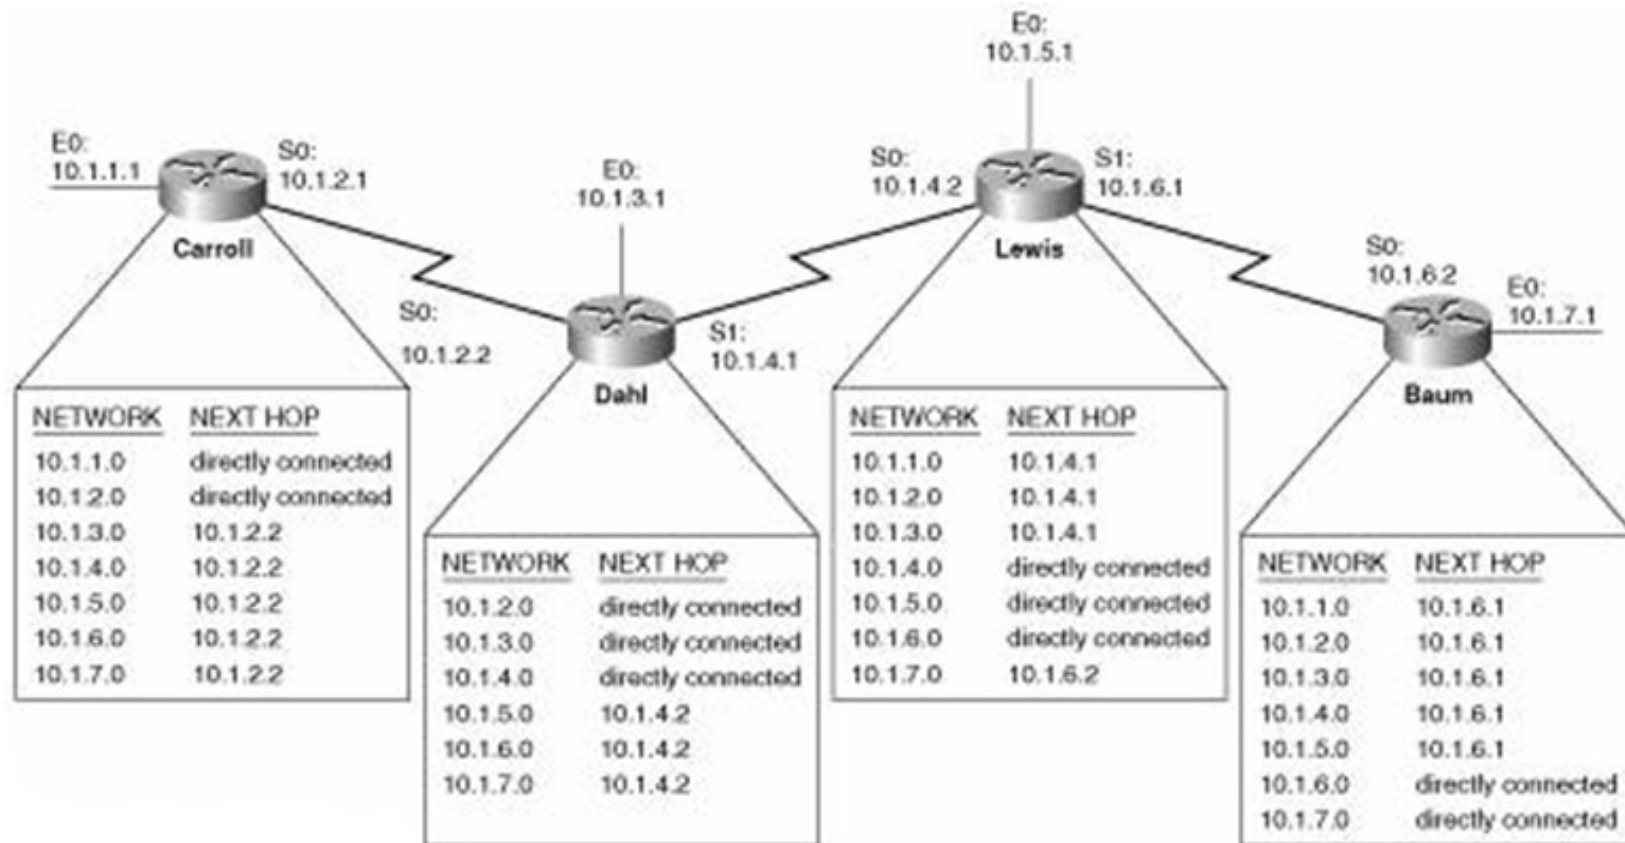 E0:
10.1.5.1
E0:
10.1.1.1
S0:
10.1.2.1
Carroll
E0:
10.1.3.1
S0:
10.1.2.2
S1:
10.1.4.1
Dahl
S0:
10.1.4.2
S1:
10.1.6.1
Lewis
S0:
10.1.6.2
E0:
10.1.7.1
Baum
NETWORK NEXT HOP
10.1.1.0 directly connected
10.1.2.0 directly connected
10.1.3.0 10.1.2.2
10.1.4.0 10.1.2.2
10.1.5.0 10.1.2.2
10.1.6.0 10.1.2.2
10.1.7.0 10.1.2.2
NETWORK NEXT HOP
10.1.2.0 directly connected
10.1.3.0 directly connected
10.1.4.0 directly connected
10.1.5.0 10.1.4.2
10.1.6.0 10.1.4.2
10.1.7.0 10.1.4.2
NETWORK NEXT HOP
10.1.1.0 10.1.4.1
10.1.2.0 10.1.4.1
10.1.3.0 10.1.4.1
10.1.4.0 directly connected
10.1.5.0 directly connected
10.1.6.0 directly connected
10.1.7.0 10.1.6.2
NETWORK NEXT HOP
10.1.1.0 10.1.6.1
10.1.2.0 10.1.6.1
10.1.3.0 10.1.6.1
10.1.4.0 10.1.6.1
10.1.5.0 10.1.6.1
10.1.6.0 directly connected
10.1.7.0 directly connected